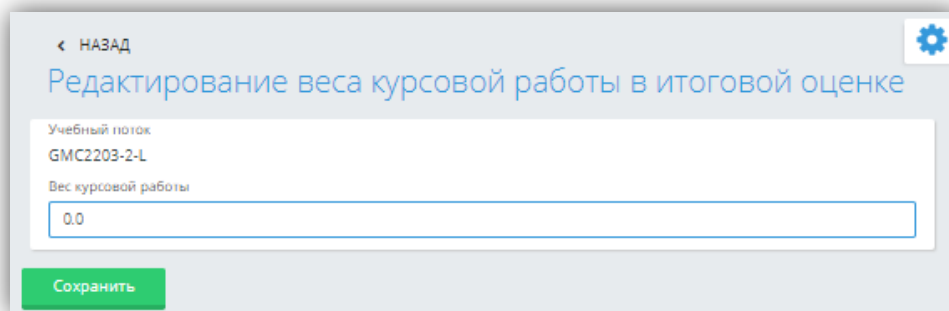 НАЗАД
Редактирование веса курсовой работы в итоговой оценке
Учебный поток
GMC2203-2-L
Вес курсовой работы
0.0
Сохранить